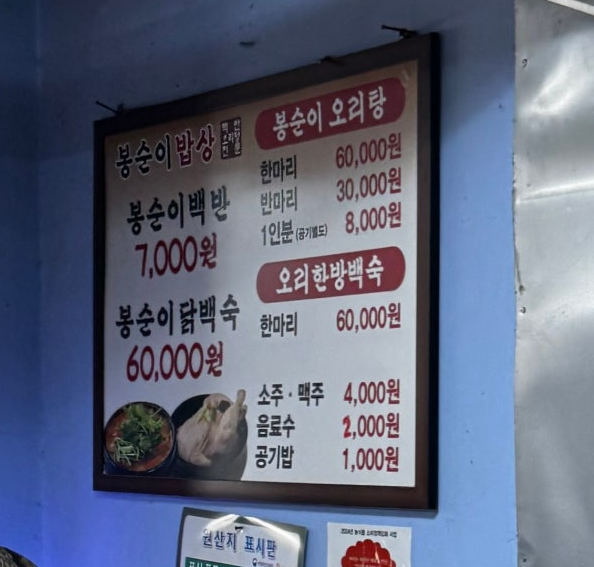 봉순이밥상
봉순이백반
7,000원
봉순이닭백숙
60,000원
봉순이 오리탕
한마리 60,000원
반마리 30,000원
1인분 (공기별도) 8,000원
오리한방백숙
한마리 60,000원
소주 · 맥주 4,000원
음료수 2,000원
공기밥 1,000원
원산지 표시판